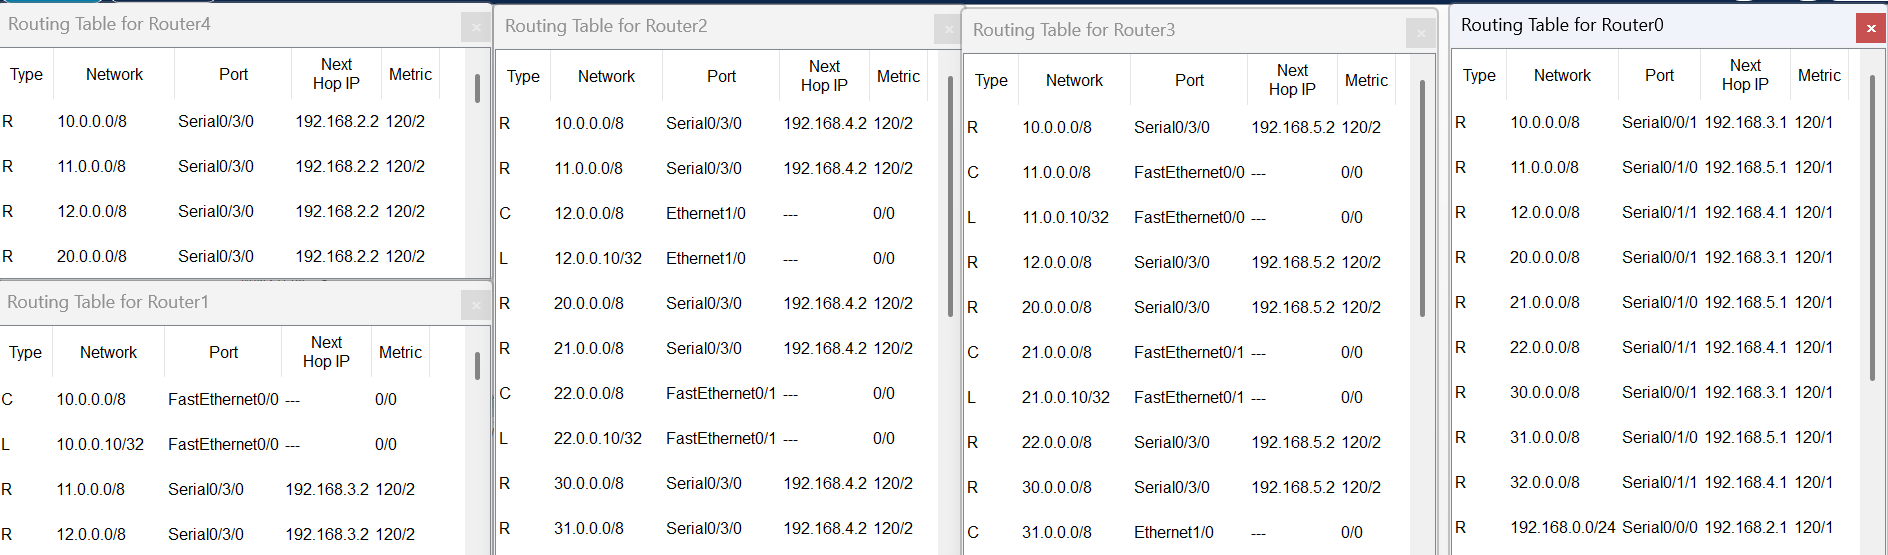 Routing Table for Router4
Type Network Port Next Hop IP Metric
R 10.0.0.0/8 Serial0/3/0 192.168.2.2 120/2
R 11.0.0.0/8 Serial0/3/0 192.168.2.2 120/2
R 12.0.0.0/8 Serial0/3/0 192.168.2.2 120/2
R 20.0.0.0/8 Serial0/3/0 192.168.2.2 120/2
Routing Table for Router1
Type Network Port Next Hop IP Metric
C 10.0.0.0/8 FastEthernet0/0 --- 0/0
L 10.0.0.10/32 FastEthernet0/0 --- 0/0
R 11.0.0.0/8 Serial0/3/0 192.168.3.2 120/2
R 12.0.0.0/8 Serial0/3/0 192.168.3.2 120/2
Routing Table for Router2
Type Network Port Next Hop IP Metric
R 10.0.0.0/8 Serial0/3/0 192.168.4.2 120/2
R 11.0.0.0/8 Serial0/3/0 192.168.4.2 120/2
C 12.0.0.0/8 Ethernet1/0 --- 0/0
L 12.0.0.10/32 Ethernet1/0 --- 0/0
R 20.0.0.0/8 Serial0/3/0 192.168.4.2 120/2
R 21.0.0.0/8 Serial0/3/0 192.168.4.2 120/2
C 22.0.0.0/8 FastEthernet0/1 --- 0/0
L 22.0.0.10/32 FastEthernet0/1 --- 0/0
R 30.0.0.0/8 Serial0/3/0 192.168.4.2 120/2
R 31.0.0.0/8 Serial0/3/0 192.168.4.2 120/2
Routing Table for Router3
Type Network Port Next Hop IP Metric
R 10.0.0.0/8 Serial0/3/0 192.168.5.2 120/2
C 11.0.0.0/8 FastEthernet0/0 --- 0/0
L 11.0.0.10/32 FastEthernet0/0 --- 0/0
R 12.0.0.0/8 Serial0/3/0 192.168.5.2 120/2
R 20.0.0.0/8 Serial0/3/0 192.168.5.2 120/2
C 21.0.0.0/8 FastEthernet0/1 --- 0/0
L 21.0.0.10/32 FastEthernet0/1 --- 0/0
R 22.0.0.0/8 Serial0/3/0 192.168.5.2 120/2
R 30.0.0.0/8 Serial0/3/0 192.168.5.2 120/2
C 31.0.0.0/8 Ethernet1/0 --- 0/0
Routing Table for Router0
Type Network Port Next Hop IP Metric
R 10.0.0.0/8 Serial0/0/1 192.168.3.1 120/1
R 11.0.0.0/8 Serial0/1/0 192.168.5.1 120/1
R 12.0.0.0/8 Serial0/1/1 192.168.4.1 120/1
R 20.0.0.0/8 Serial0/0/1 192.168.3.1 120/1
R 21.0.0.0/8 Serial0/1/0 192.168.5.1 120/1
R 22.0.0.0/8 Serial0/1/1 192.168.4.1 120/1
R 30.0.0.0/8 Serial0/0/1 192.168.3.1 120/1
R 31.0.0.0/8 Serial0/1/0 192.168.5.1 120/1
R 32.0.0.0/8 Serial0/1/1 192.168.4.1 120/1
R 192.168.0.0/24 Serial0/0/0 192.168.2.1 120/1